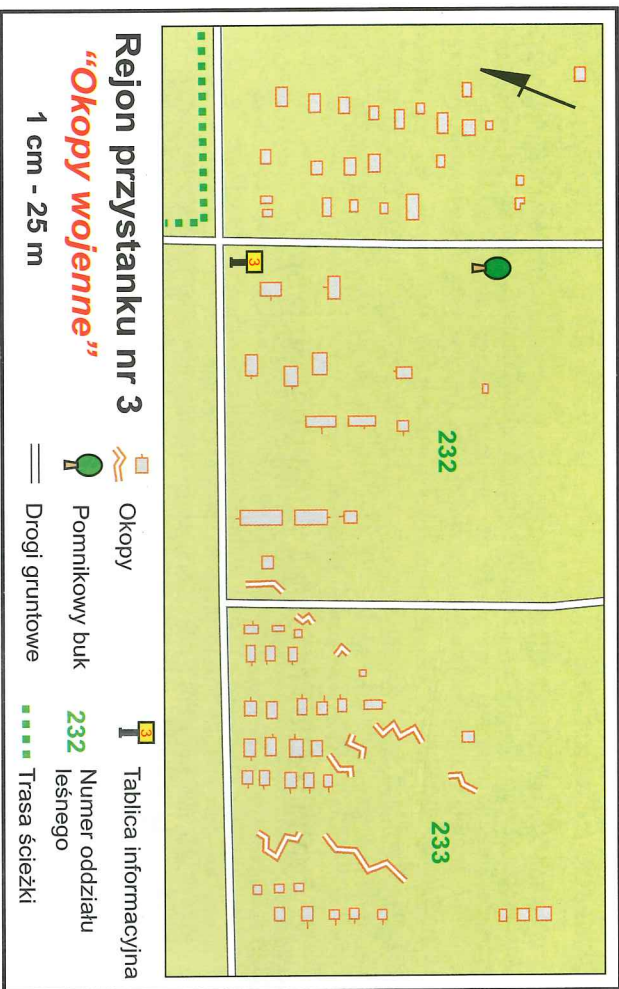 3
232
233
Rejon przystanku nr 3
“Okopy wojenne”
1 cm - 25 m
Okopy
Pomnikowy buk
Drogi gruntowe
3
Tablica informacyjna
232
Numer oddziału
leśnego
Trasa ścieżki